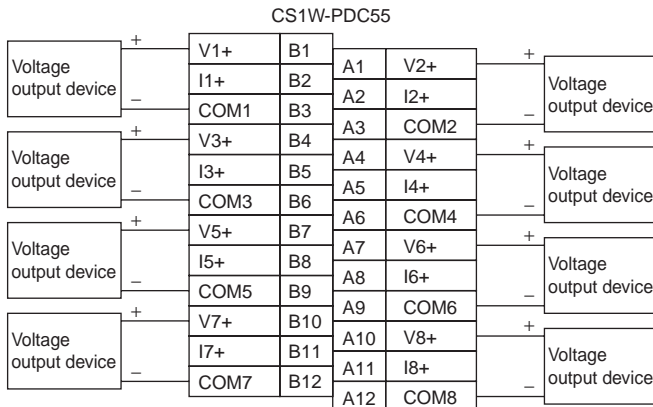 CS1W-PDC55
+
Voltage
output device
−
V1+ B1
I1+ B2
COM1 B3
A1 V2+
A2 I2+
A3 COM2
+
Voltage
output device
−
+
Voltage
output device
−
V3+ B4
I3+ B5
COM3 B6
A4 V4+
A5 I4+
A6 COM4
+
Voltage
output device
−
+
Voltage
output device
−
V5+ B7
I5+ B8
COM5 B9
A7 V6+
A8 I6+
A9 COM6
+
Voltage
output device
−
+
Voltage
output device
−
V7+ B10
I7+ B11
COM7 B12
A10 V8+
A11 I8+
A12 COM8
+
Voltage
output device
−